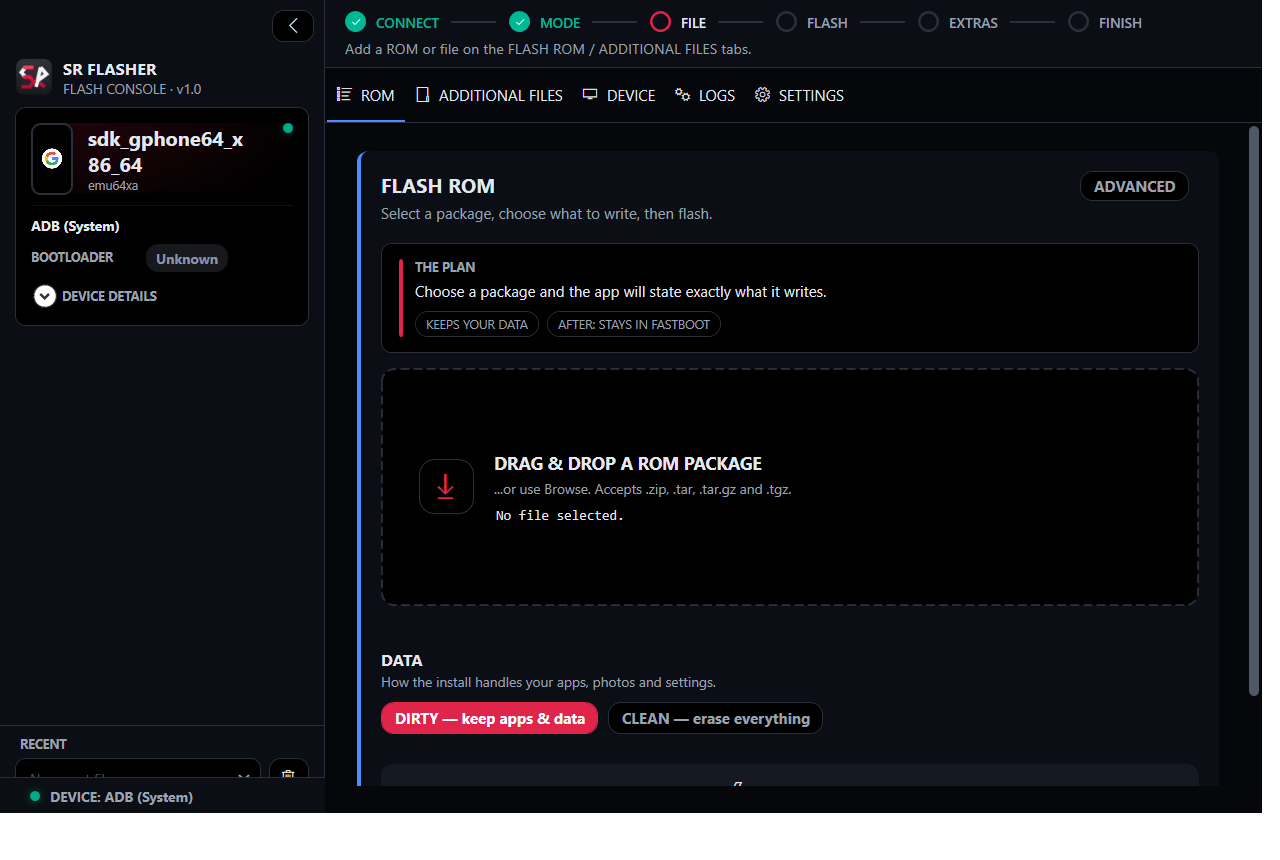 CONNECT
MODE
FILE
FLASH
EXTRAS
FINISH
Add a ROM or file on the FLASH ROM / ADDITIONAL FILES tabs.
SR FLASHER
FLASH CONSOLE · v1.0
sdk_gphone64_x
86_64
emu64xa
ADB (System)
BOOTLOADER
Unknown
DEVICE DETAILS
RECENT
DEVICE: ADB (System)
ROM
ADDITIONAL FILES
DEVICE
LOGS
SETTINGS
FLASH ROM
ADVANCED
Select a package, choose what to write, then flash.
THE PLAN
Choose a package and the app will state exactly what it writes.
KEEPS YOUR DATA
AFTER: STAYS IN FASTBOOT
DRAG & DROP A ROM PACKAGE
...or use Browse. Accepts .zip, .tar, .tar.gz and .tgz.
No file selected.
DATA
How the install handles your apps, photos and settings.
DIRTY — keep apps & data
CLEAN — erase everything